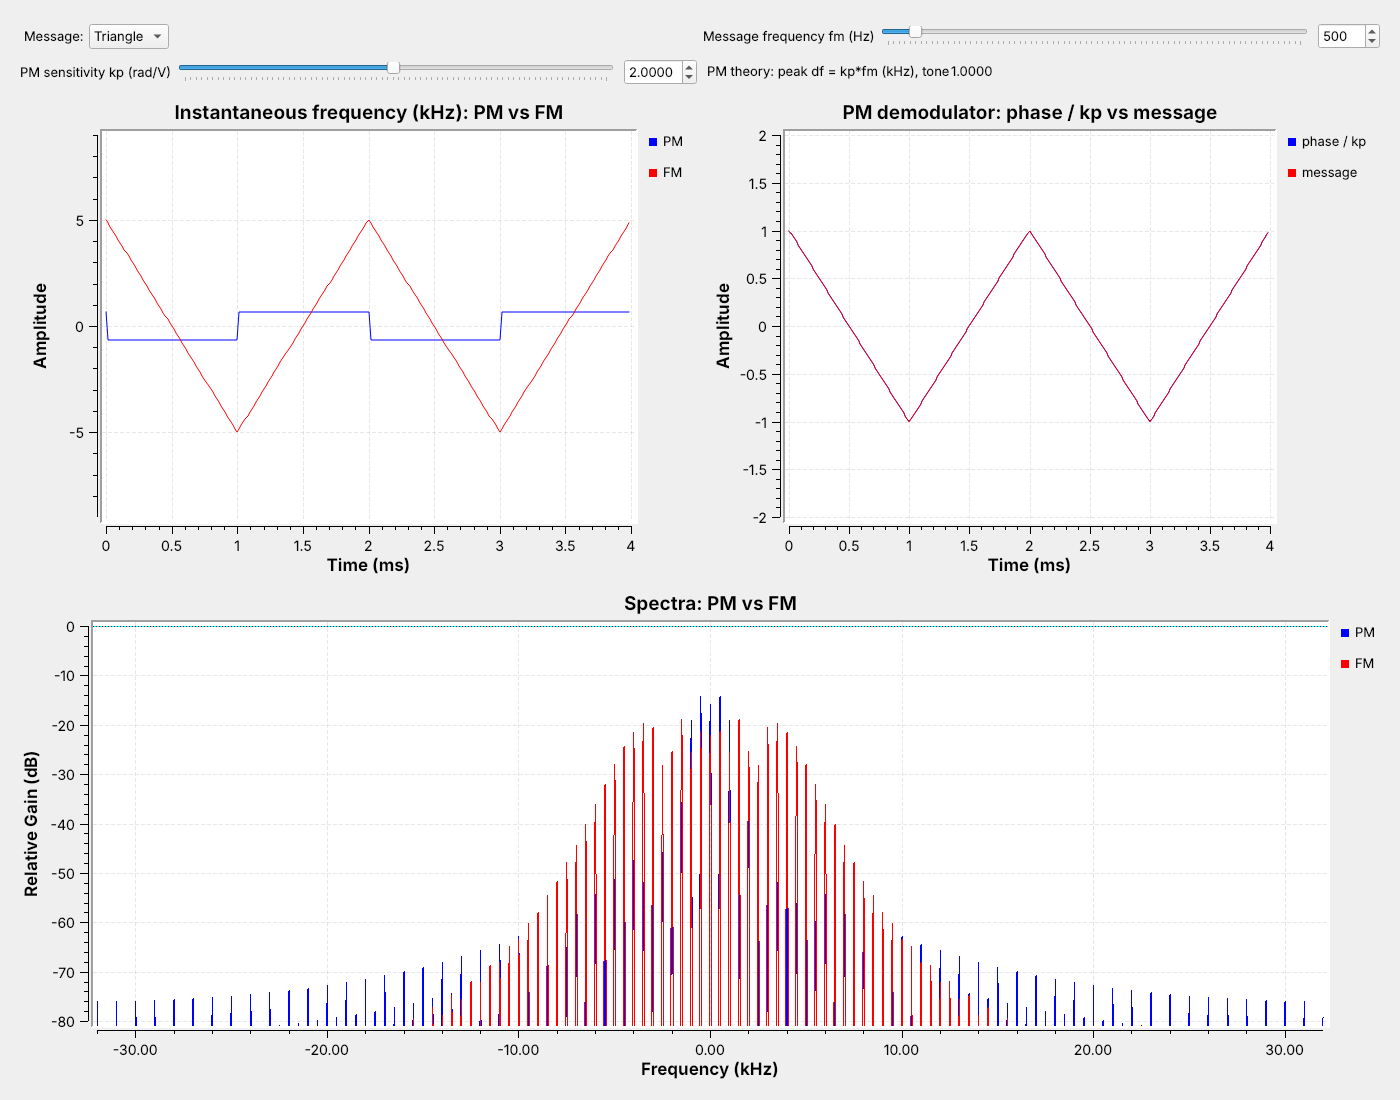 Message: Triangle
Message frequency fm (Hz) 500
PM sensitivity kp (rad/V) 2.0000
PM theory: peak df = kp*fm (kHz), tone 1.0000
Instantaneous frequency (kHz): PM vs FM
PM
FM
5
0
-5
Amplitude
0 0.5 1 1.5 2 2.5 3 3.5 4
Time (ms)
PM demodulator: phase / kp vs message
phase / kp
message
2
1.5
1
0.5
0
-0.5
-1
-1.5
-2
Amplitude
0 0.5 1 1.5 2 2.5 3 3.5 4
Time (ms)
Spectra: PM vs FM
PM
FM
0
-10
-20
-30
-40
-50
-60
-70
-80
Relative Gain (dB)
-30.00 -20.00 -10.00 0.00 10.00 20.00 30.00
Frequency (kHz)